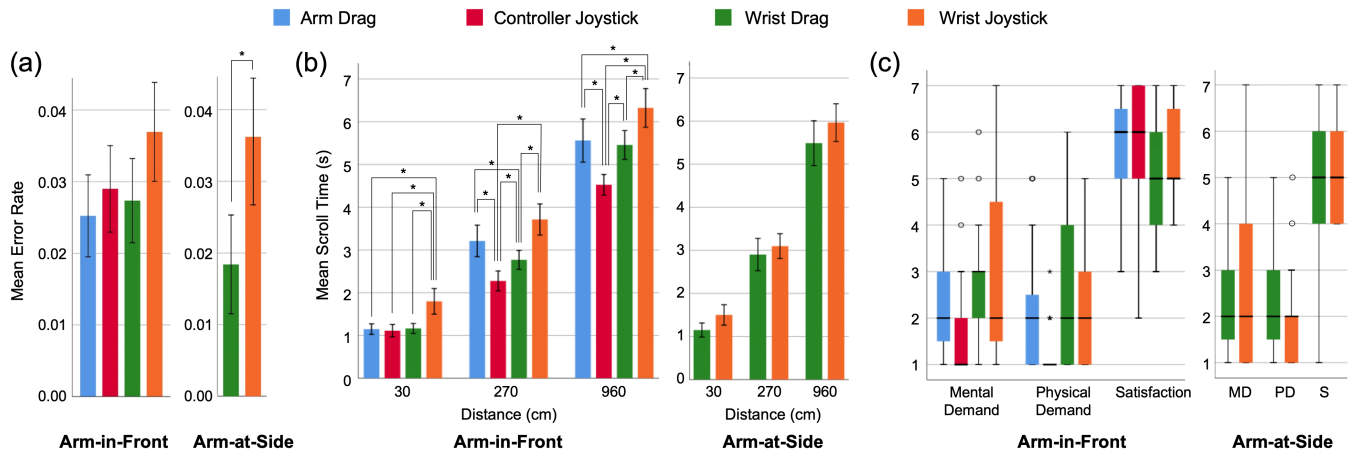 Arm Drag
Controller Joystick
Wrist Drag
Wrist Joystick
(a)
Mean Error Rate
0.04
0.03
0.02
0.01
0.00
Arm-in-Front
*
0.04
0.03
0.02
0.01
0.00
Arm-at-Side
(b)
Mean Scroll Time (s)
7
6
5
4
3
2
1
0
* * *
* * * *
* * * * *
30 270 960
Distance (cm)
Arm-in-Front
7
6
5
4
3
2
1
0
30 270 960
Distance (cm)
Arm-at-Side
(c)
7
6
5
4
3
2
1
Mental
Demand
Physical
Demand
Satisfaction
Arm-in-Front
7
6
5
4
3
2
1
MD PD S
Arm-at-Side